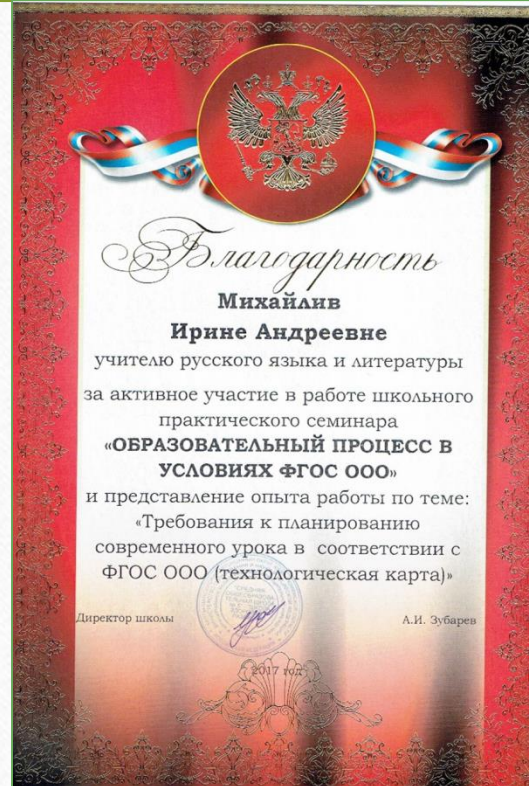 Благодарность
Михайлив
Ирине Андреевне
учителю русского языка и литературы
за активное участие в работе школьного
практического семинара
«ОБРАЗОВАТЕЛЬНЫЙ ПРОЦЕСС В
УСЛОВИЯХ ФГОС ООО»
и представление опыта работы по теме:
«Требования к планированию
современного урока в соответствии с
ФГОС ООО (технологическая карта)»
Директор школы А.И. Зубарев
2017 год